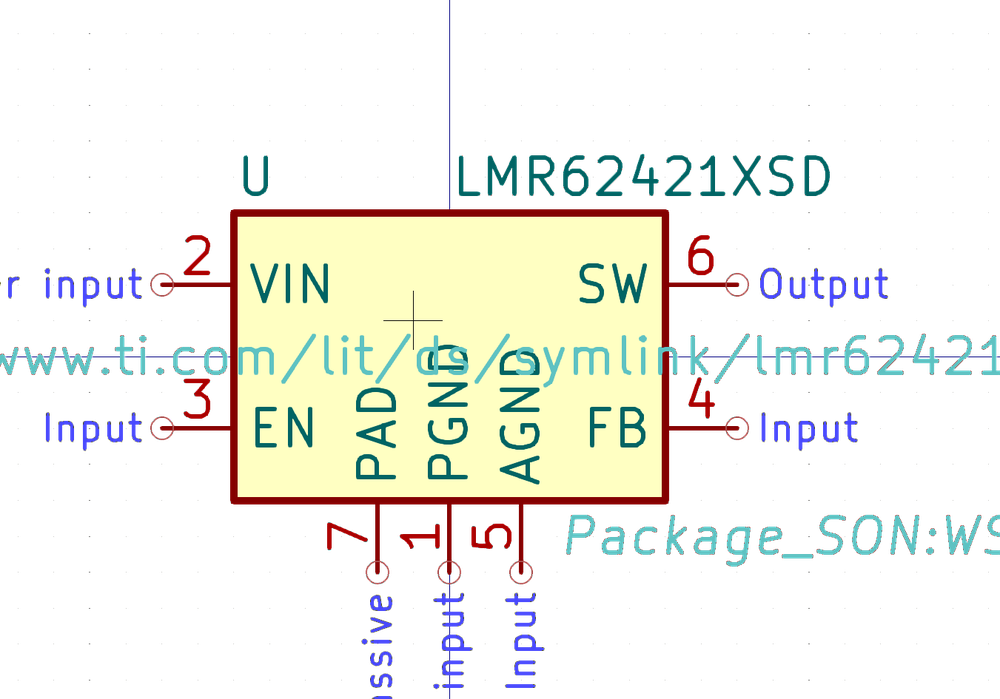 U LMR62421XSD
2 6
r input VIN SW Output
www.ti.com/lit/ds/symlink/lmr62421
3 4
Input EN PAD PGND AGND FB Input
7 1 5
Package_SON:WS
ssive input Input